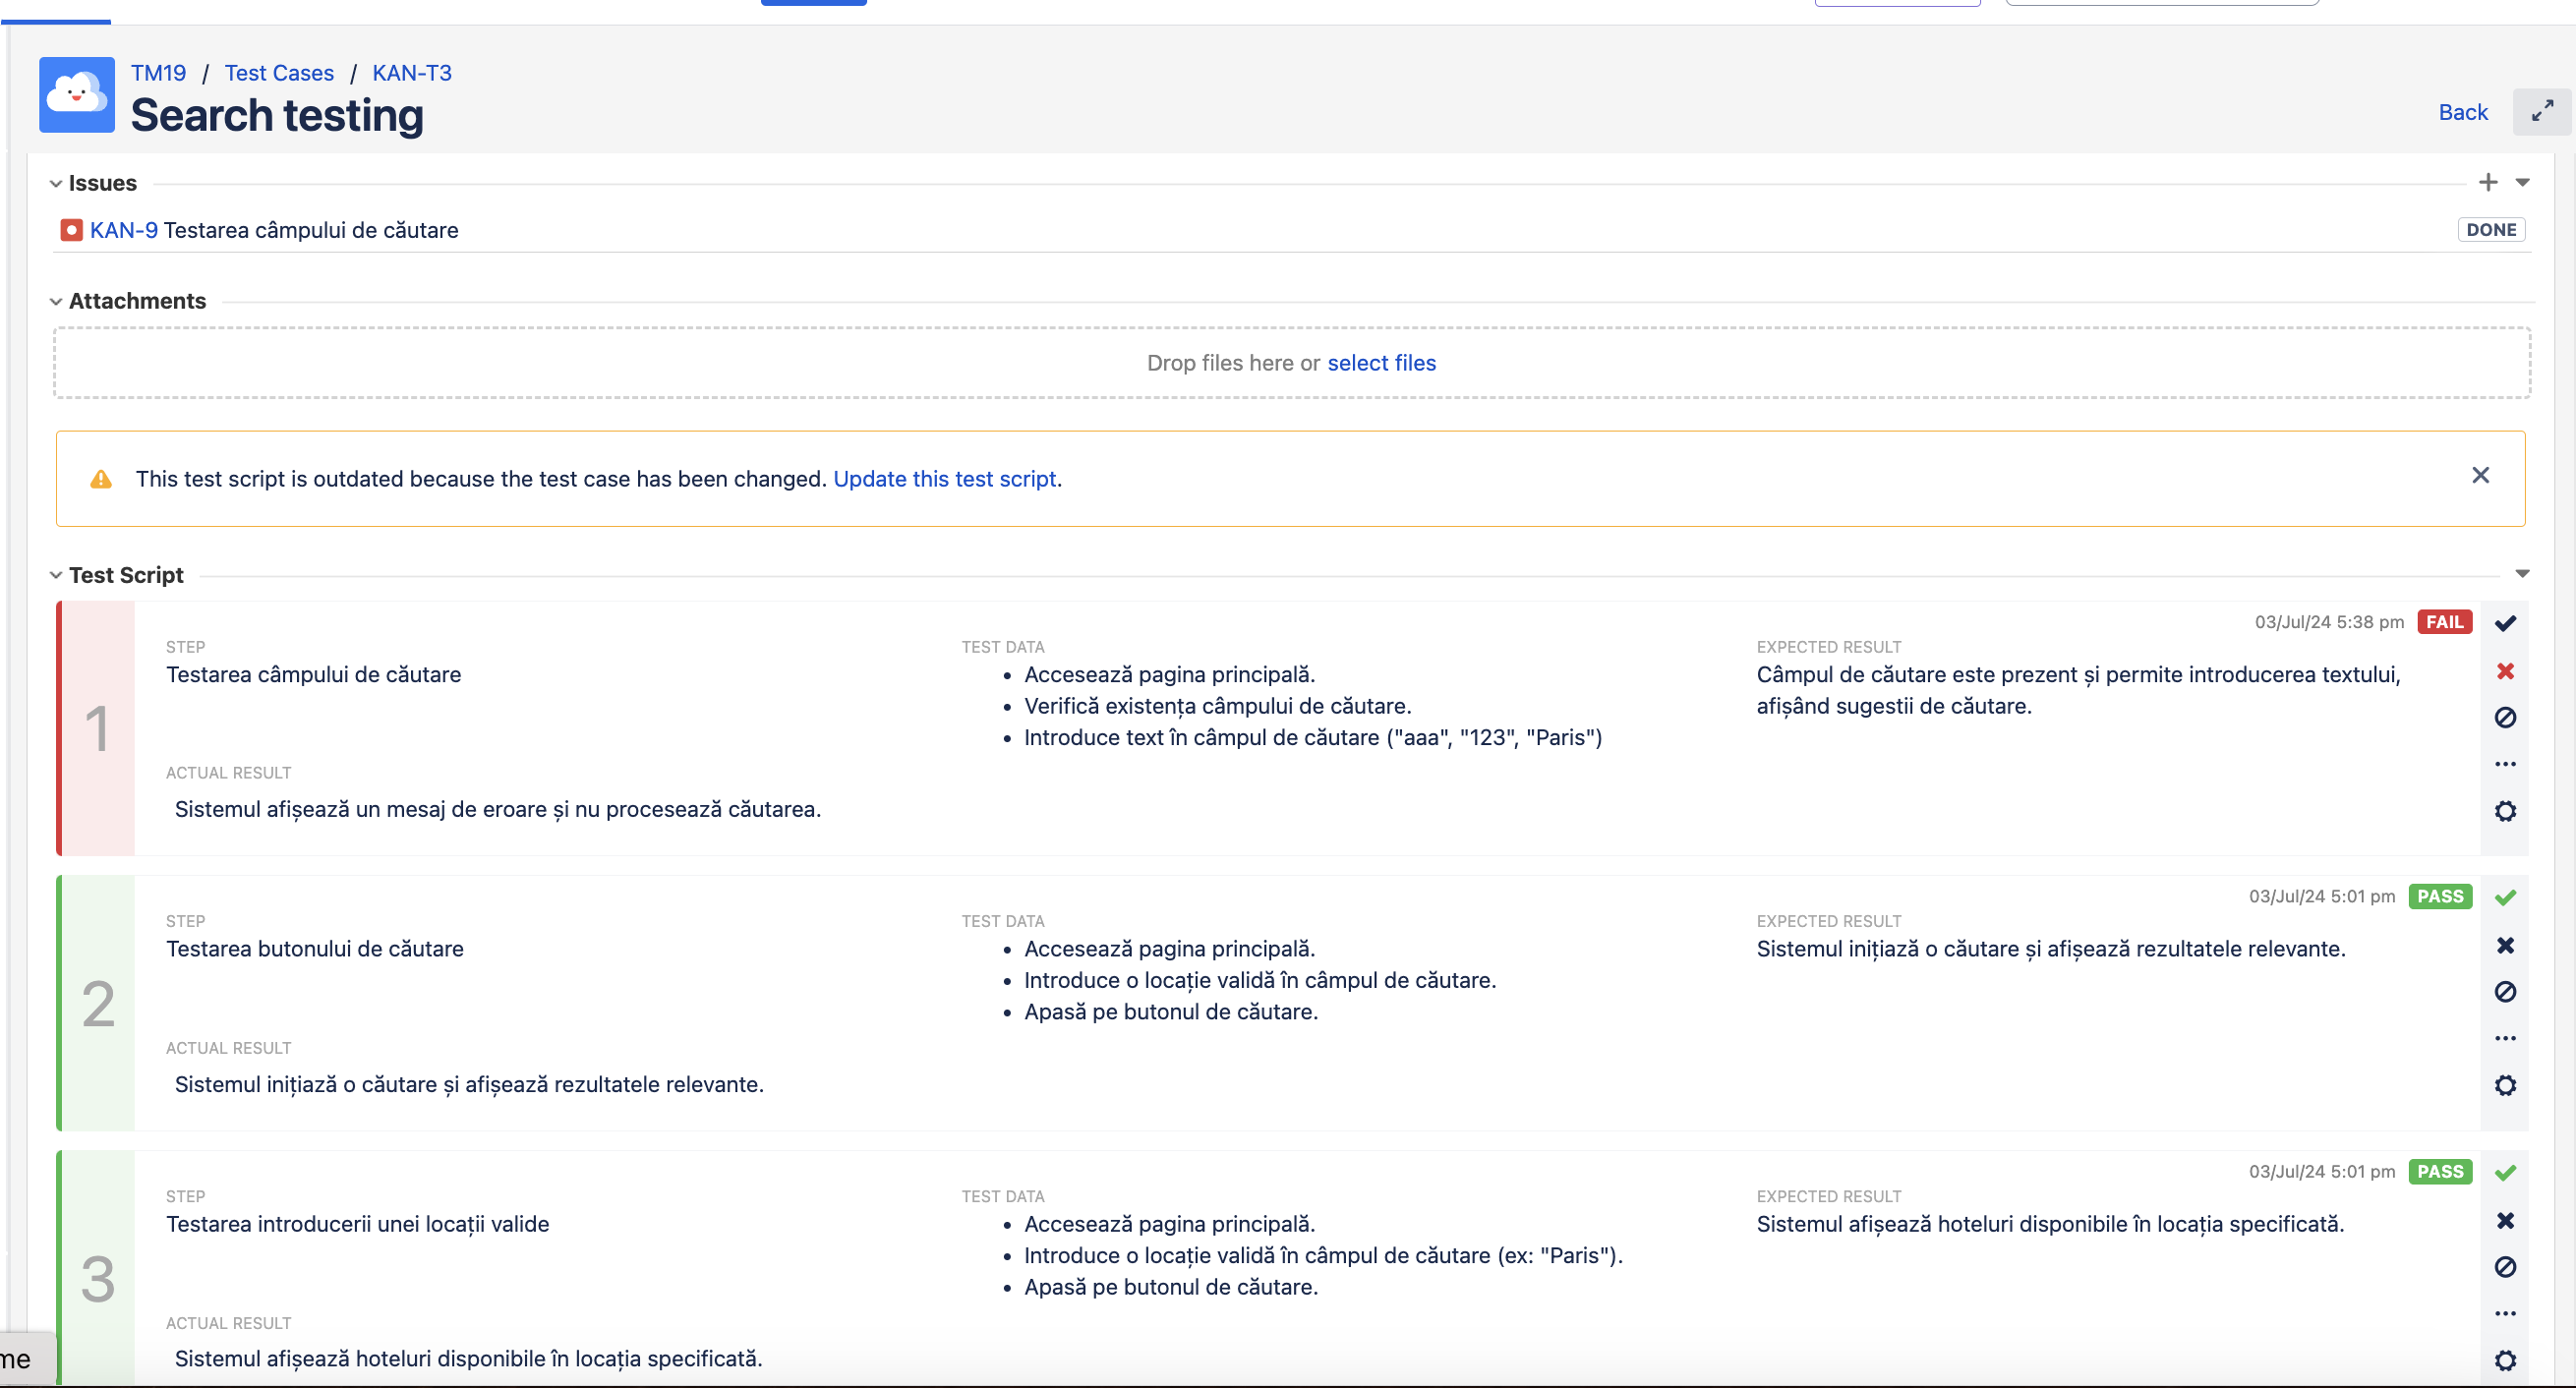 TM19 / Test Cases / KAN-T3
Search testing
Back
Issues
KAN-9 Testarea câmpului de căutare
DONE
Attachments
Drop files here or select files
This test script is outdated because the test case has been changed. Update this test script.
Test Script
03/Jul/24 5:38 pm FAIL
1
STEP
Testarea câmpului de căutare
TEST DATA
• Accesează pagina principală.
• Verifică existența câmpului de căutare.
• Introduce text în câmpul de căutare ("aaa", "123", "Paris")
EXPECTED RESULT
Câmpul de căutare este prezent și permite introducerea textului,
afișând sugestii de căutare.
ACTUAL RESULT
Sistemul afișează un mesaj de eroare și nu procesează căutarea.
03/Jul/24 5:01 pm PASS
2
STEP
Testarea butonului de căutare
TEST DATA
• Accesează pagina principală.
• Introduce o locație validă în câmpul de căutare.
• Apasă pe butonul de căutare.
EXPECTED RESULT
Sistemul inițiază o căutare și afișează rezultatele relevante.
ACTUAL RESULT
Sistemul inițiază o căutare și afișează rezultatele relevante.
03/Jul/24 5:01 pm PASS
3
STEP
Testarea introducerii unei locații valide
TEST DATA
• Accesează pagina principală.
• Introduce o locație validă în câmpul de căutare (ex: "Paris").
• Apasă pe butonul de căutare.
EXPECTED RESULT
Sistemul afișează hoteluri disponibile în locația specificată.
ACTUAL RESULT
Sistemul afișează hoteluri disponibile în locația specificată.